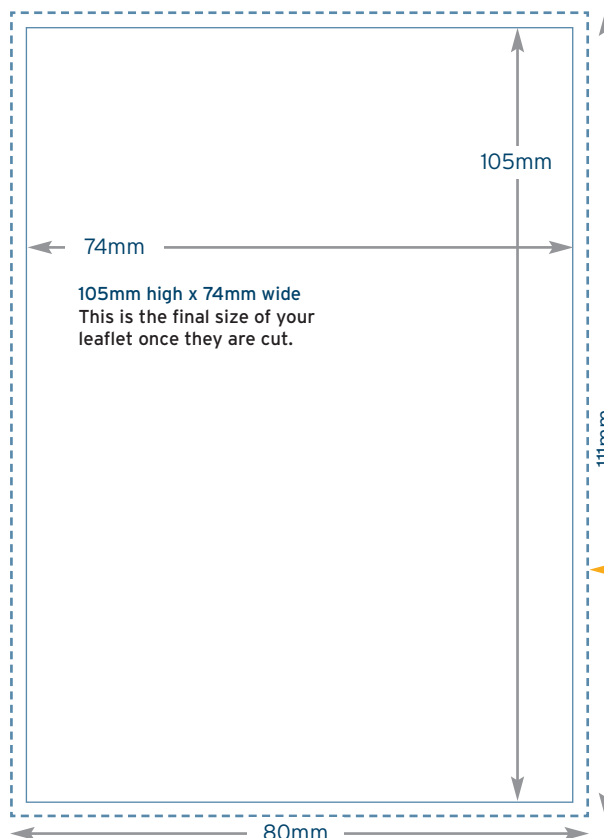 105mm
74mm
105mm high x 74mm wide
This is the final size of your
leaflet once they are cut.
111mm
80mm